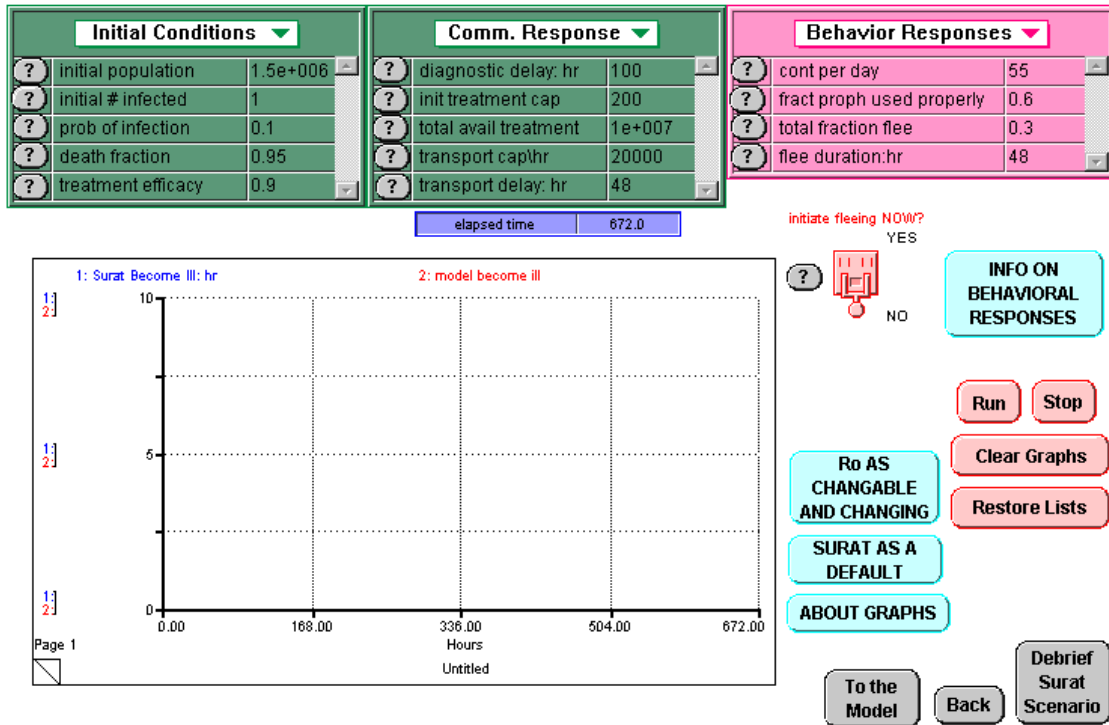 Initial Conditions
? initial population 1.5e+006
? initial # infected 1
? prob of infection 0.1
? death fraction 0.95
? treatment efficacy 0.9
Comm. Response
? diagnostic delay: hr 100
? init treatment cap 200
? total avail treatment 1e+007
? transport cap\hr 20000
? transport delay: hr 48
Behavior Responses
? cont per day 55
? fract proph used properly 0.6
? total fraction flee 0.3
? flee duration:hr 48
elapsed time 672.0
initiate fleeing NOW?
YES
?
NO
INFO ON
BEHAVIORAL
RESPONSES
1: Surat Become Ill: hr 2: model become ill
1:
2:
10
1:
2:
5
1:
2:
0
0.00 168.00 336.00 504.00 672.00
Page 1
Hours
Untitled
Run
Stop
Clear Graphs
Restore Lists
Ro AS
CHANGABLE
AND CHANGING
SURAT AS A
DEFAULT
ABOUT GRAPHS
To the
Model
Back
Debrief
Surat
Scenario